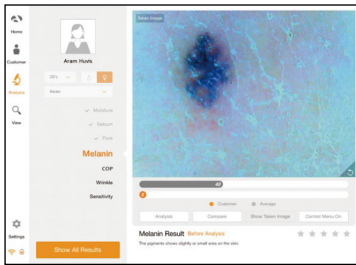 Taken Image
Home
Customer
Analysis
View
Settings
Aram Huvis
20's
Asian
Moisture
Sebum
Pore
Melanin
COP
Wrinkle
Sensitivity
Show All Results
40
0
Customer
Average
Analysis
Compare
Show Taken Image
Control Menu On
Melanin Result Before Analysis
The pigments shows slightly or small area on the skin.